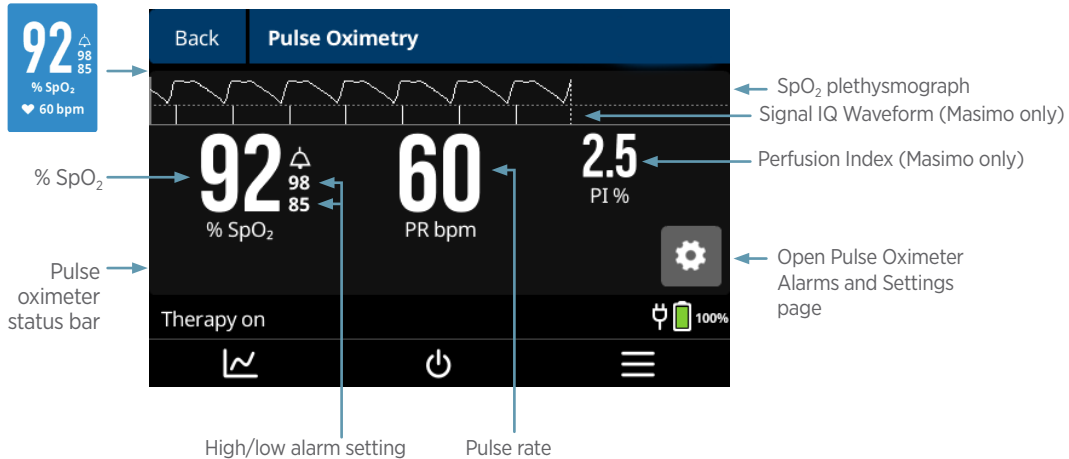 92
98
85
% SpO₂
60 bpm
Back
Pulse Oximetry
SpO₂ plethysmograph
Signal IQ Waveform (Masimo only)
% SpO₂
92
98
85
% SpO₂
60
PR bpm
2.5
PI %
Perfusion Index (Masimo only)
Pulse
oximeter
status bar
Open Pulse Oximeter
Alarms and Settings
page
Therapy on
100%
High/low alarm setting
Pulse rate